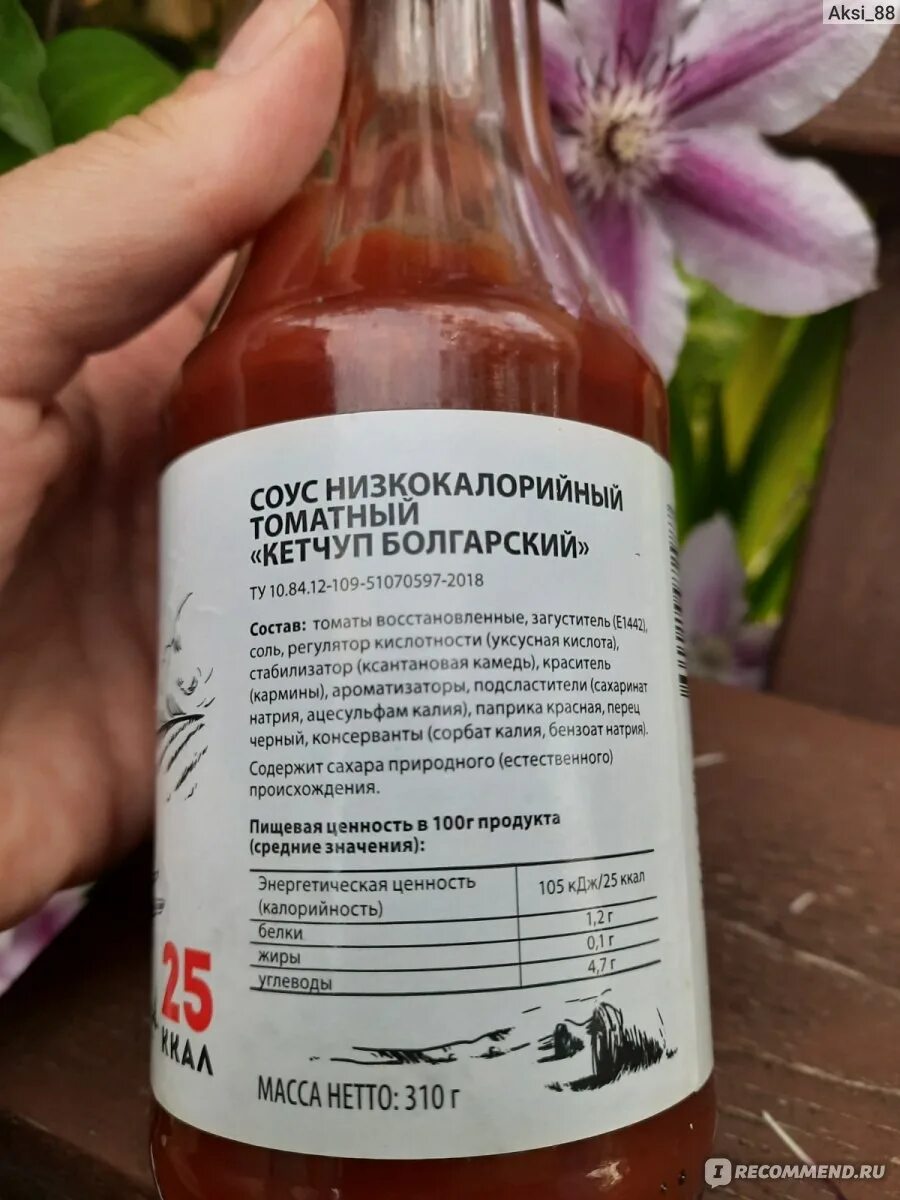 Aksi_88
СОУС НИЗКОКАЛОРИЙНЫЙ
ТОМАТНЫЙ
«КЕТЧУП БОЛГАРСКИЙ»
ТУ 10.84.12-109-51070597-2018
Состав: томаты восстановленные, загуститель (Е1442),
соль, регулятор кислотности (уксусная кислота),
стабилизатор (ксантановая камедь), краситель
(кармины), ароматизаторы, подсластители (сахаринат
натрия, ацесульфам калия), паприка красная, перец
черный, консерванты (сорбат калия, бензоат натрия).
Содержит сахара природного (естественного)
происхождения.
Пищевая ценность в 100г продукта
(средние значения):
Энергетическая ценность
(калорийность) 105 кДж/25 ккал
белки 1,2 г
жиры 0,1 г
углеводы 4,7 г
25
ККАЛ
МАССА НЕТТО: 310 г
IRECOMMEND.RU